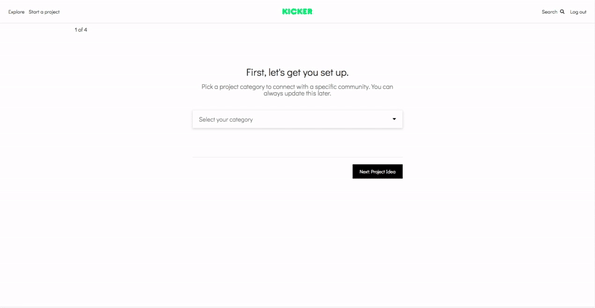 Explore Start a project
KICKER
Search Log out
1 of 4
First, let's get you set up.
Pick a project category to connect with a specific community. You can
always update this later.
Select your category
Next: Project Idea